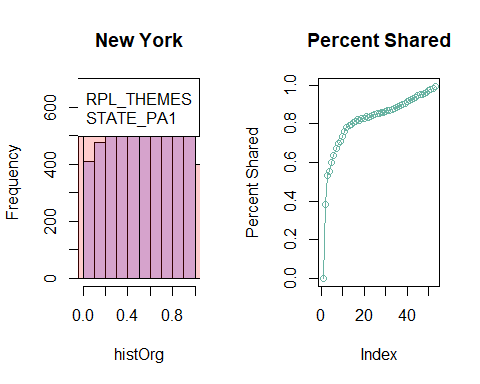 New York
RPL_THEMES
STATE_PA1
Frequency
600
400
200
0
0.0 0.4 0.8
histOrg
Percent Shared
Percent Shared
1.0
0.8
0.6
0.4
0.2
0.0
0 20 40
Index